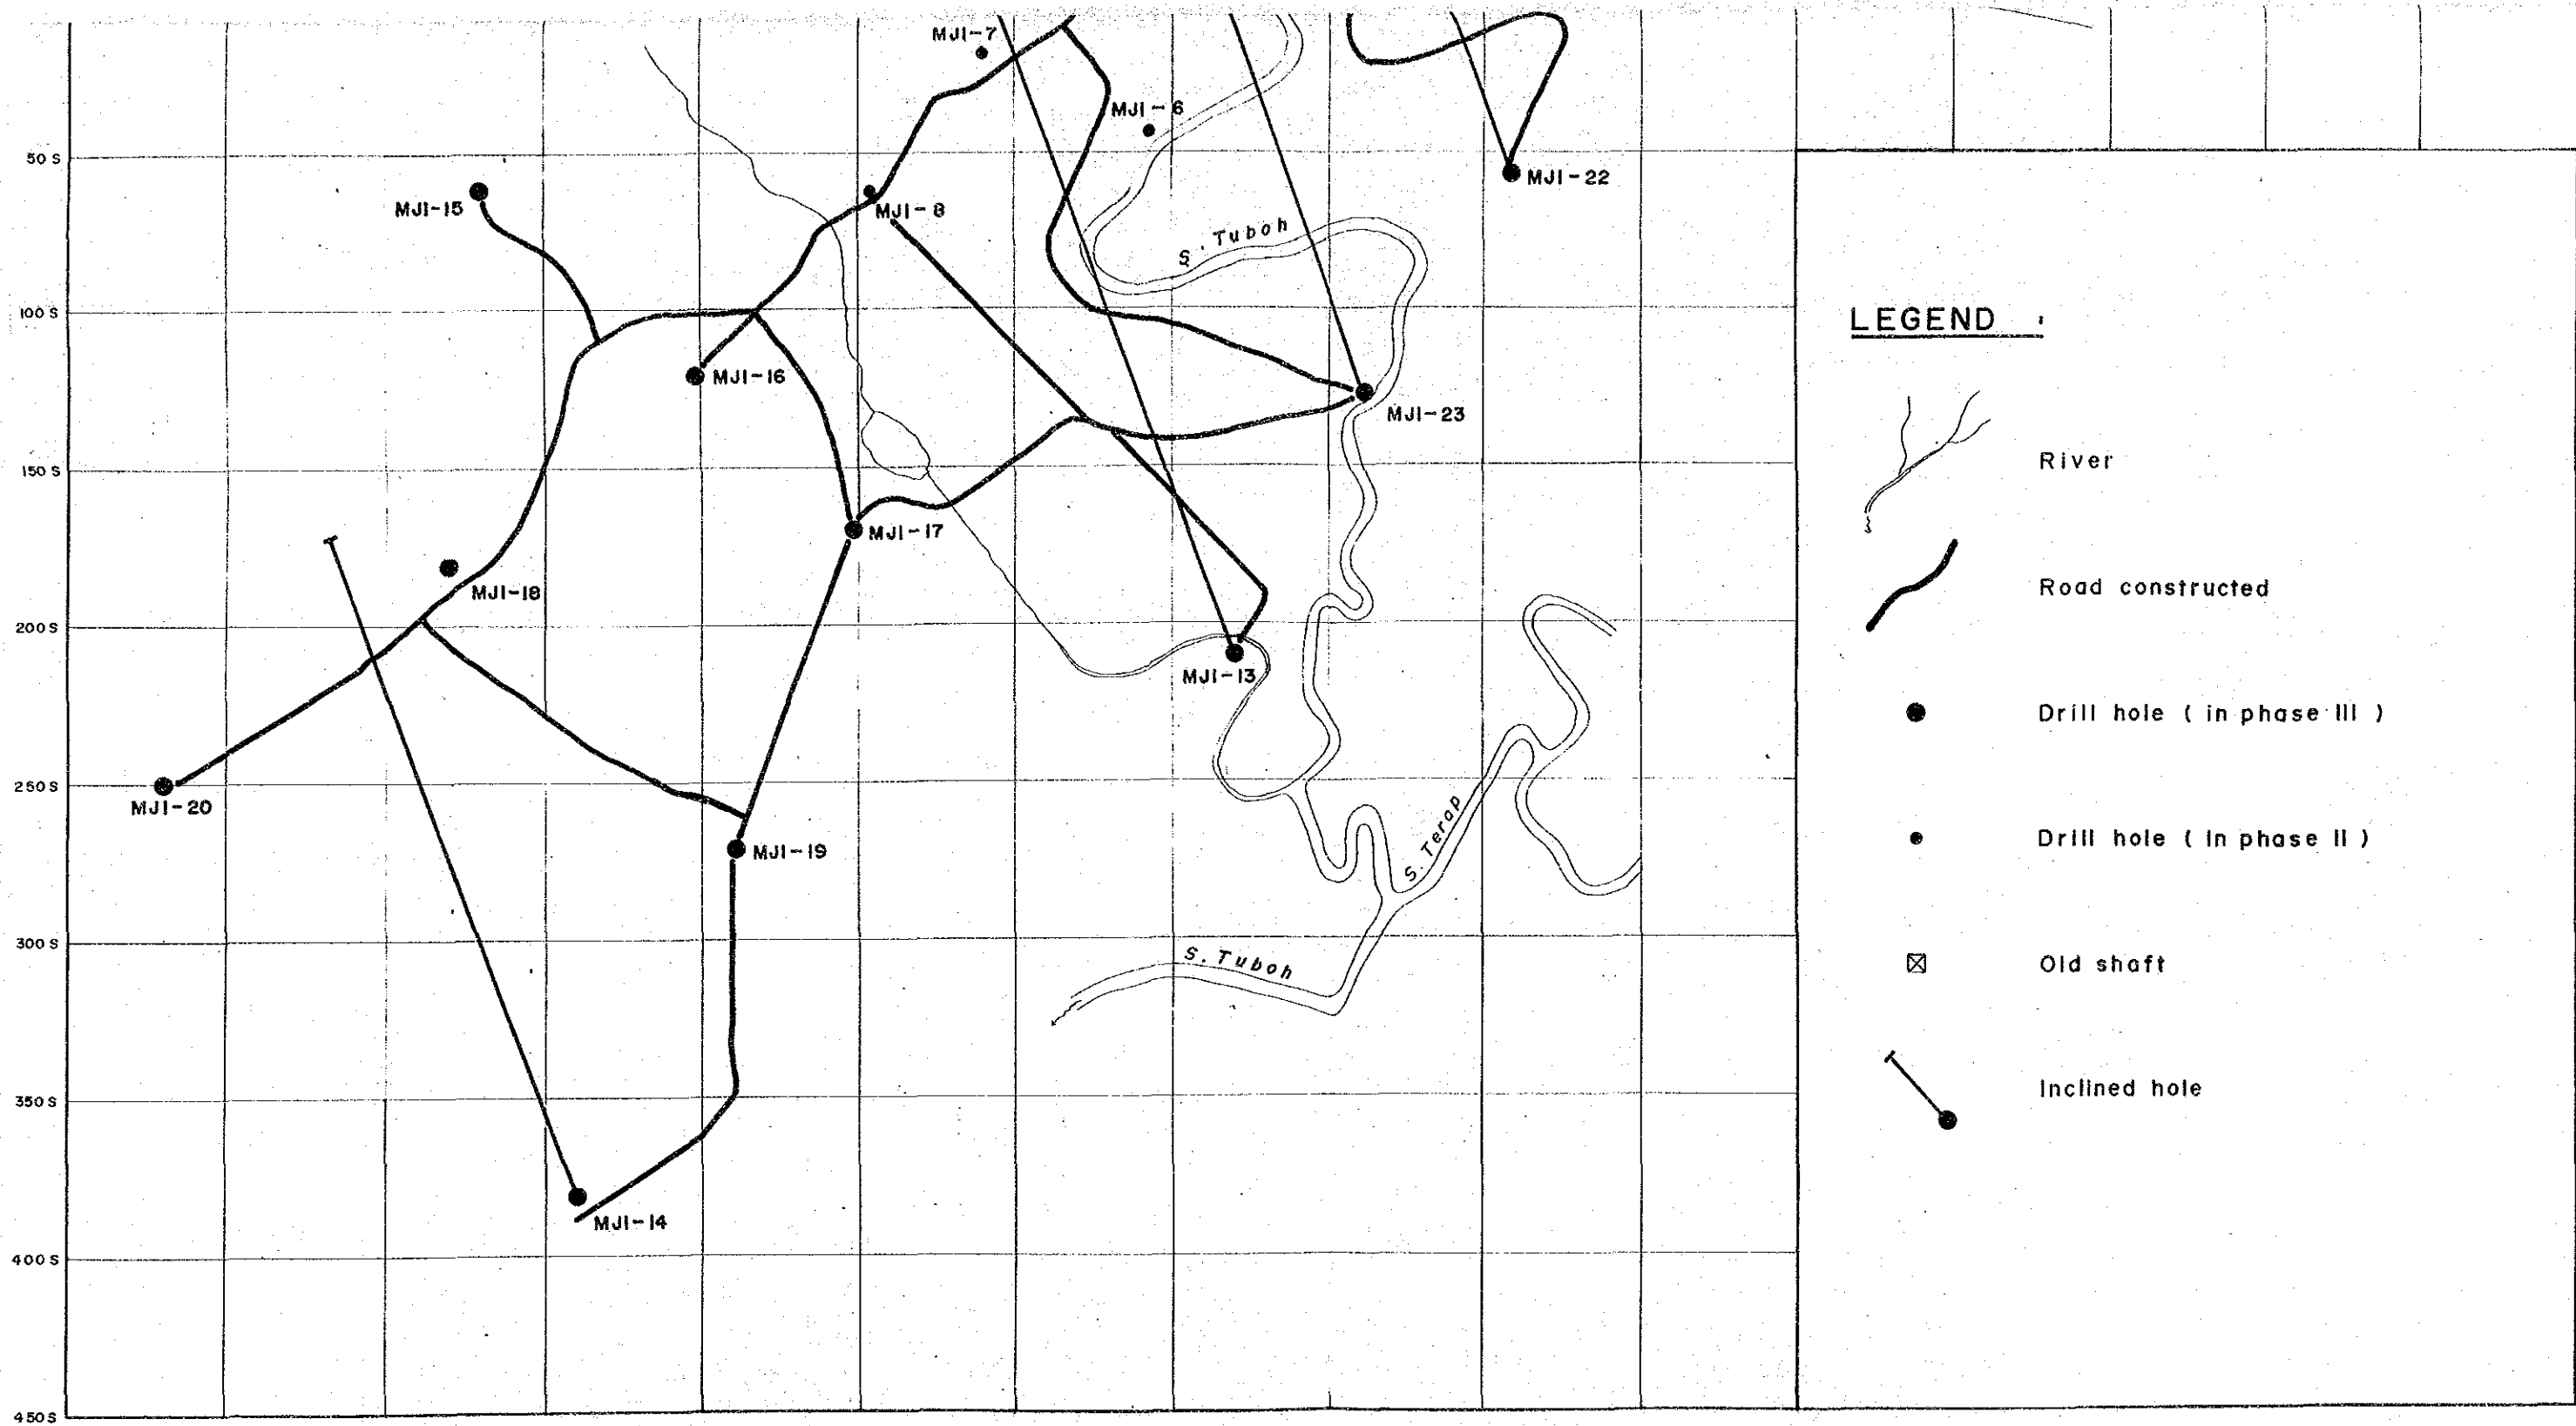 MJI-7
MJI-6
50 S
MJI-22
MJI-15
MJI-8
S. Tuboh
100 S
LEGEND :
MJI-16
MJI-23
River
150 S
MJI-17
Road constructed
MJI-18
200 S
MJI-13
Drill hole ( in phase III )
250 S
MJI-20
S. Terap
Drill hole ( in phase II )
MJI-19
300 S
S. Tuboh
Old shaft
350 S
Inclined hole
MJI-14
400 S
450 S